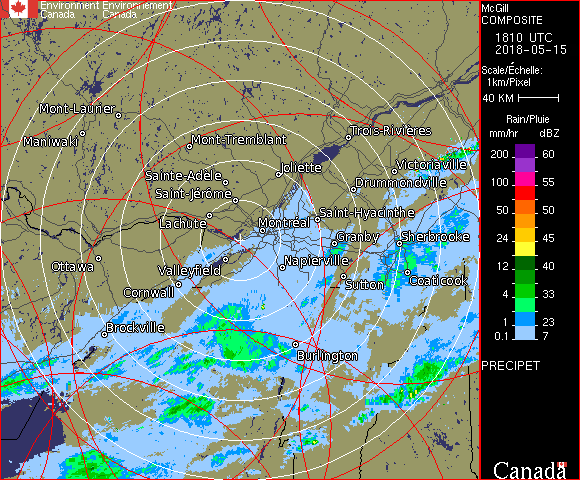 Environment Environnement
Canada Canada
McGill
COMPOSITE
1810 UTC
2018-05-15
Scale/Échelle:
1km/Pixel
40 KM
Rain/Pluie
mm/hr dBZ
200 60
150 57
100 55
50 50
24 45
12 40
4 33
1 23
0.1 7
PRECIPET
Canada
Mont-Laurier
Maniwaki
Mont-Tremblant
Trois-Rivières
Joliette
Victoriaville
Sainte-Adèle
Drummondville
Saint-Jérôme
Lachute
Saint-Hyacinthe
Montréal
Granby
Sherbrooke
Ottawa
Valleyfield
Napierville
Coaticook
Sutton
Cornwall
Brockville
Burlington